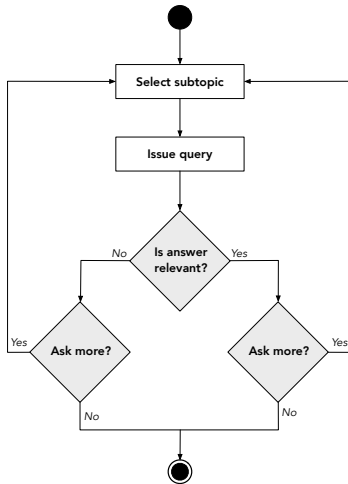 Select subtopic
Issue query
Is answer
relevant?
No
Yes
Yes
Ask more?
Ask more?
Yes
No
No